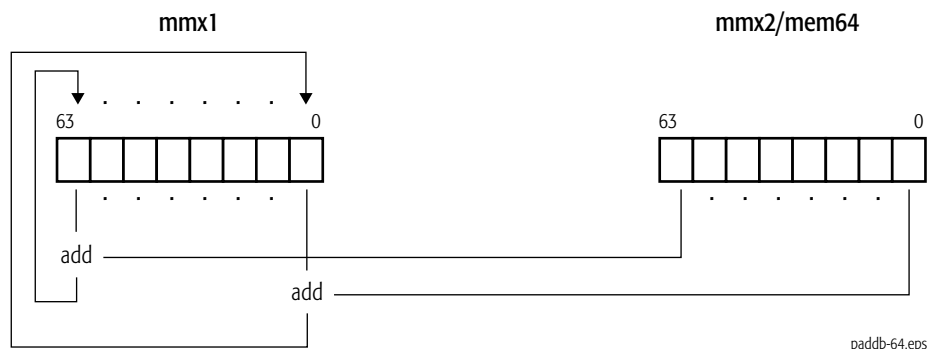 mmx1 mmx2/mem64
. . . . . .
63 0 63 0
. . . . . . . . . . . .
add
add
paddb-64.eps